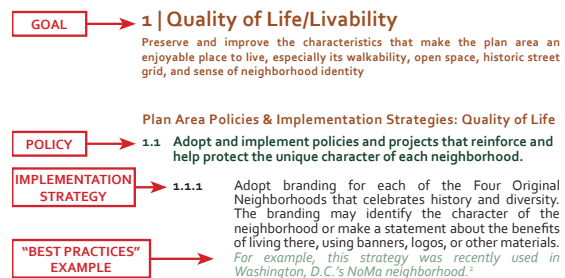 GOAL
1 | Quality of Life/Livability
Preserve and improve the characteristics that make the plan area an
enjoyable place to live, especially its walkability, open space, historic street
grid, and sense of neighborhood identity
Plan Area Policies & Implementation Strategies: Quality of Life
POLICY
1.1 Adopt and implement policies and projects that reinforce and
help protect the unique character of each neighborhood.
IMPLEMENTATION
STRATEGY
1.1.1 Adopt branding for each of the Four Original
Neighborhoods that celebrates history and diversity.
The branding may identify the character of the
neighborhood or make a statement about the benefits
of living there, using banners, logos, or other materials.
"BEST PRACTICES"
EXAMPLE
For example, this strategy was recently used in
Washington, D.C.'s NoMa neighborhood.²